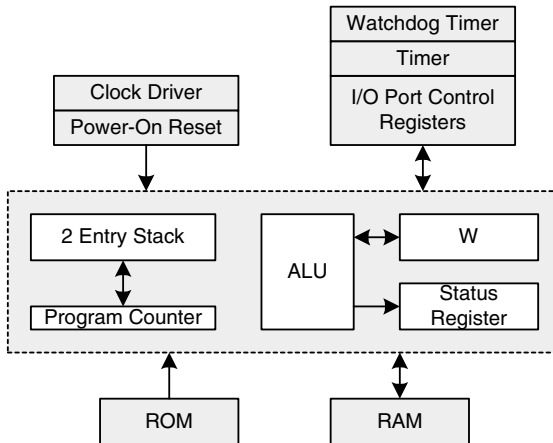 Watchdog Timer
Timer
I/O Port Control
Registers
Clock Driver
Power-On Reset
2 Entry Stack
Program Counter
ALU
W
Status
Register
ROM
RAM